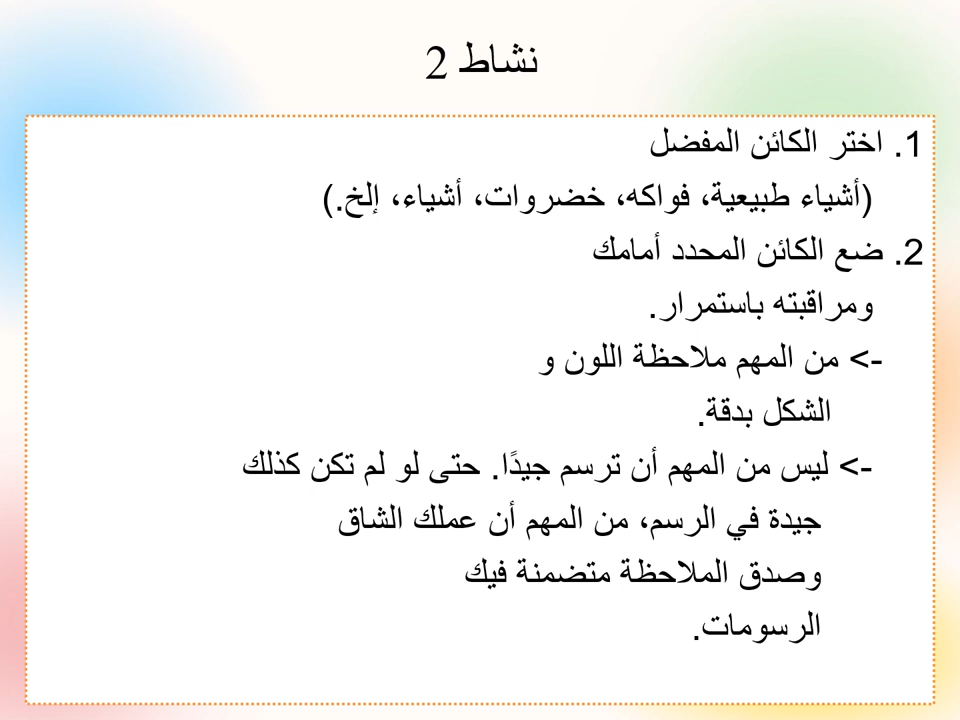 نشاط 2
1. اختر الكائن المفضل
(أشياء طبيعية، فواكه، خضروات، أشياء، إلخ.)
2. ضع الكائن المحدد أمامك
ومراقبته باستمرار.
-> من المهم ملاحظة اللون و
الشكل بدقة.
-> ليس من المهم أن ترسم جيدًا. حتى لو لم تكن كذلك
جيدة في الرسم، من المهم أن عملك الشاق
وصدق الملاحظة متضمنة فيك
الرسومات.